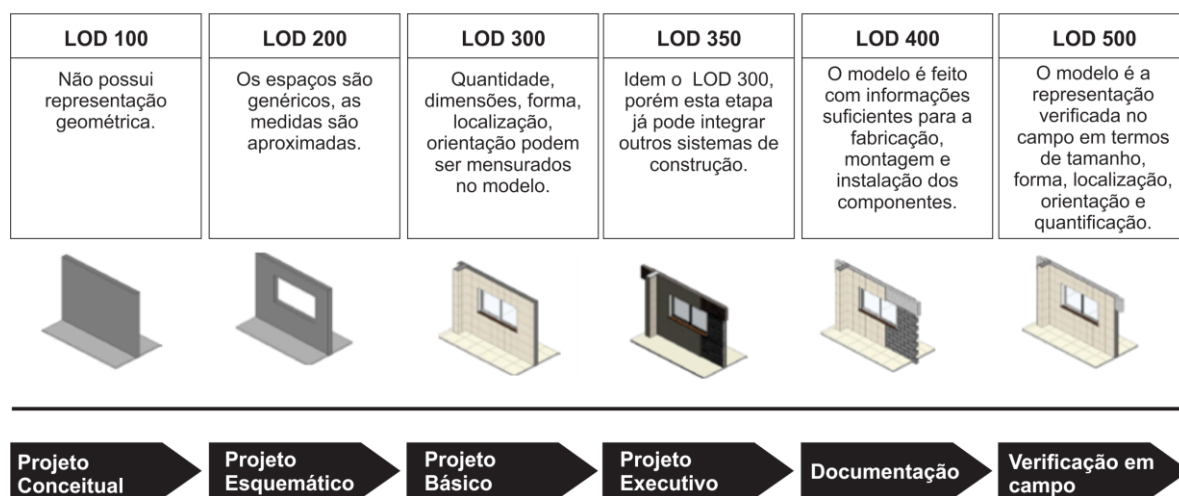 LOD 100
Não possui
representação
geométrica.
LOD 200
Os espaços são
genéricos, as
medidas são
aproximadas.
LOD 300
Quantidade,
dimensões, forma,
localização,
orientação podem
ser mensurados
no modelo.
LOD 350
Idem o LOD 300,
porém esta etapa
já pode integrar
outros sistemas de
construção.
LOD 400
O modelo é feito
com informações
suficientes para a
fabricação,
montagem e
instalação dos
componentes.
LOD 500
O modelo é a
representação
verificada no
campo em termos
de tamanho,
forma, localização,
orientação e
quantificação.
Projeto
Conceitual
Projeto
Esquemático
Projeto
Básico
Projeto
Executivo
Documentação
Verificação em
campo